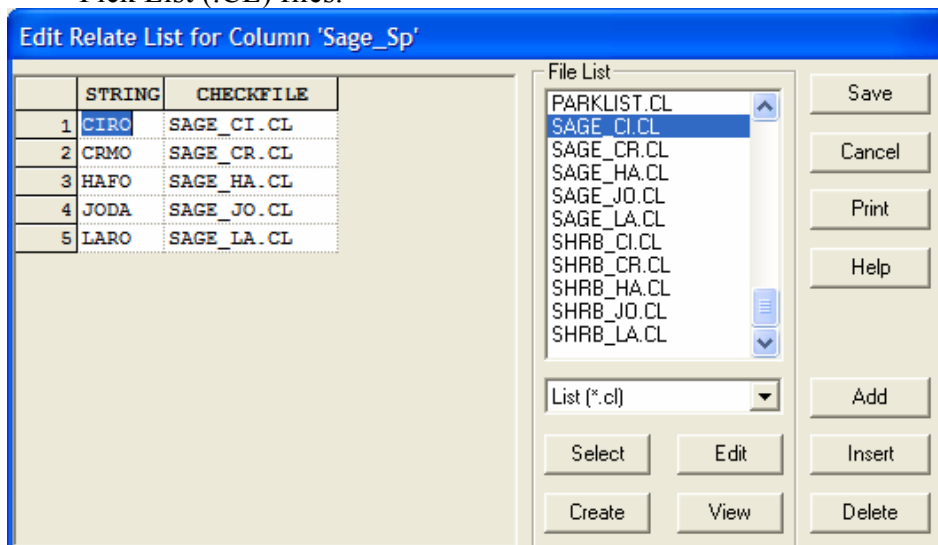 Pick List (.CL) files.
Edit Relate List for Column 'Sage_Sp'
STRING CHECKFILE
1 CIRO SAGE_CI.CL
2 CRMO SAGE_CR.CL
3 HAFO SAGE_HA.CL
4 JODA SAGE_JO.CL
5 LARO SAGE_LA.CL
File List
PARKLIST.CL
SAGE_CI.CL
SAGE_CR.CL
SAGE_HA.CL
SAGE_JO.CL
SAGE_LA.CL
SHRB_CI.CL
SHRB_CR.CL
SHRB_HA.CL
SHRB_JO.CL
SHRB_LA.CL
List (*.cl)
Select Edit
Create View
Save
Cancel
Print
Help
Add
Insert
Delete